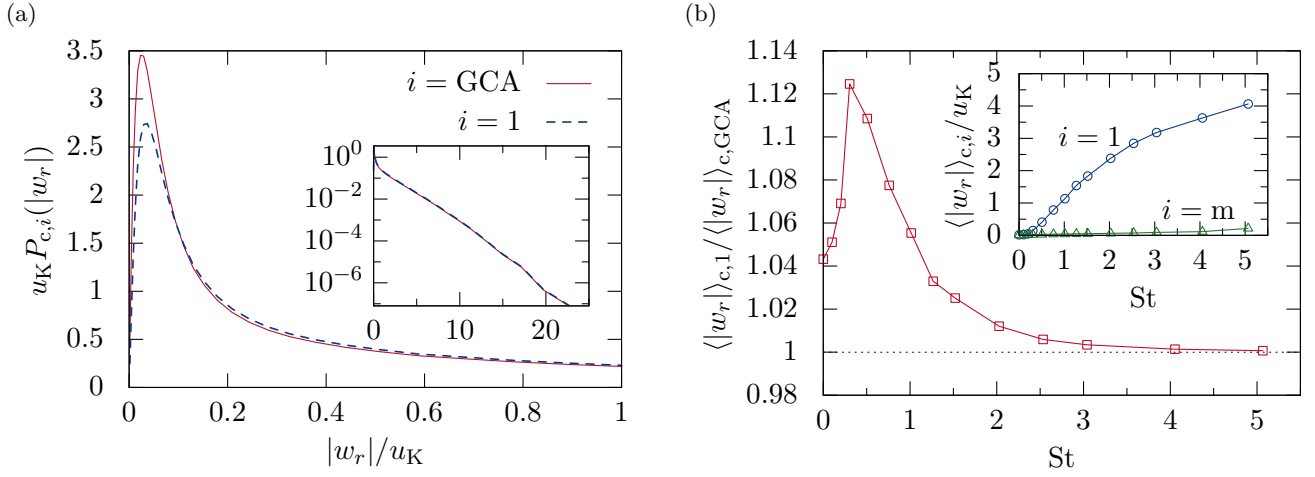 (a)
u_K P_{c,i}(|w_r|)
3.5
3
2.5
2
1.5
1
0.5
0
0 0.2 0.4 0.6 0.8 1
|w_r|/u_K
i = GCA
i = 1
10^0
10^{-2}
10^{-4}
10^{-6}
0 10 20
(b)
⟨|w_r|⟩_{c,1}/⟨|w_r|⟩_{c,GCA}
1.14
1.12
1.1
1.08
1.06
1.04
1.02
1
0.98
0 1 2 3 4 5
St
⟨|w_r|⟩_{c,i}/u_K
5
4
3
2
1
0
0 1 2 3 4 5
St
i = 1
i = m